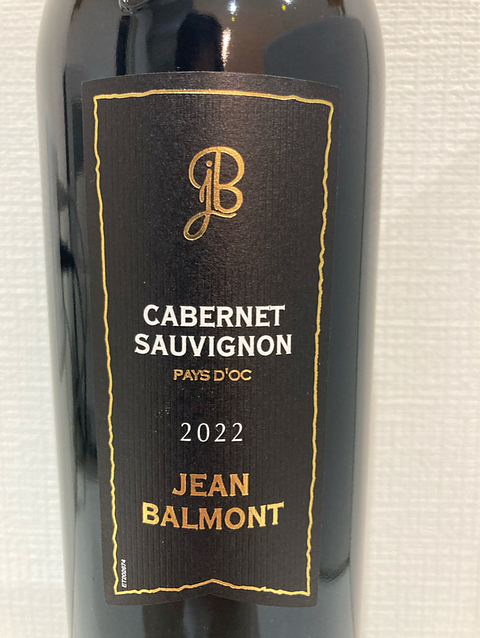 JB
CABERNET
SAUVIGNON
PAYS D'OC
2022
JEAN
BALMONT